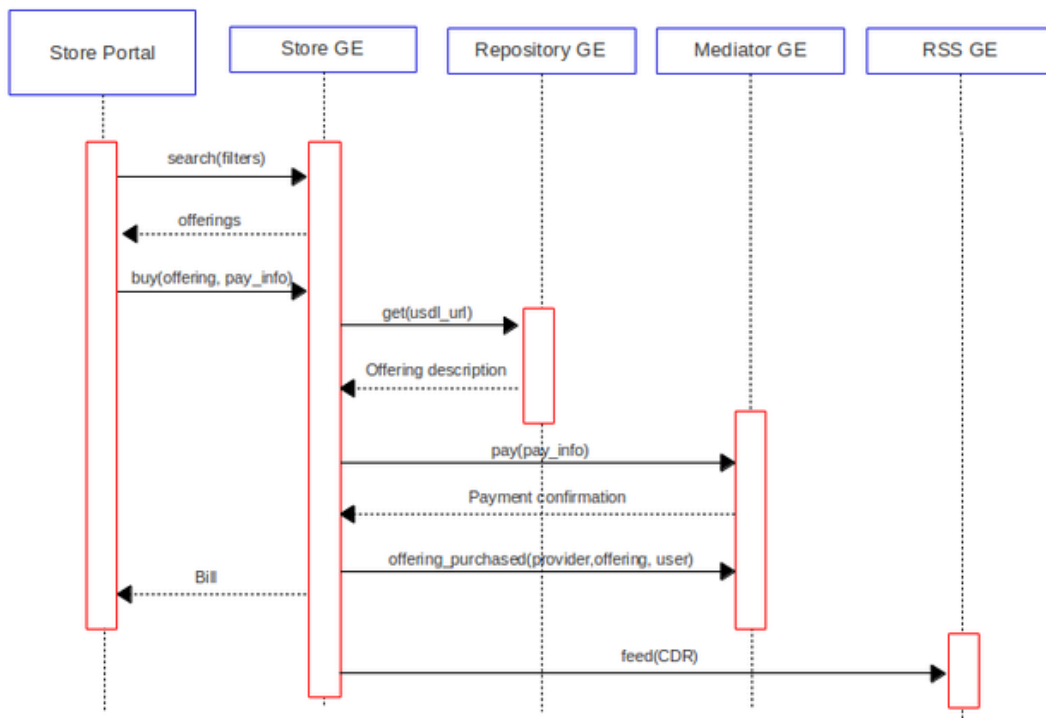 Store Portal
Store GE
Repository GE
Mediator GE
RSS GE
search(filters)
offerings
buy(offering, pay_info)
get(usdl_url)
Offering description
pay(pay_info)
Payment confirmation
offering_purchased(provider,offering, user)
Bill
feed(CDR)